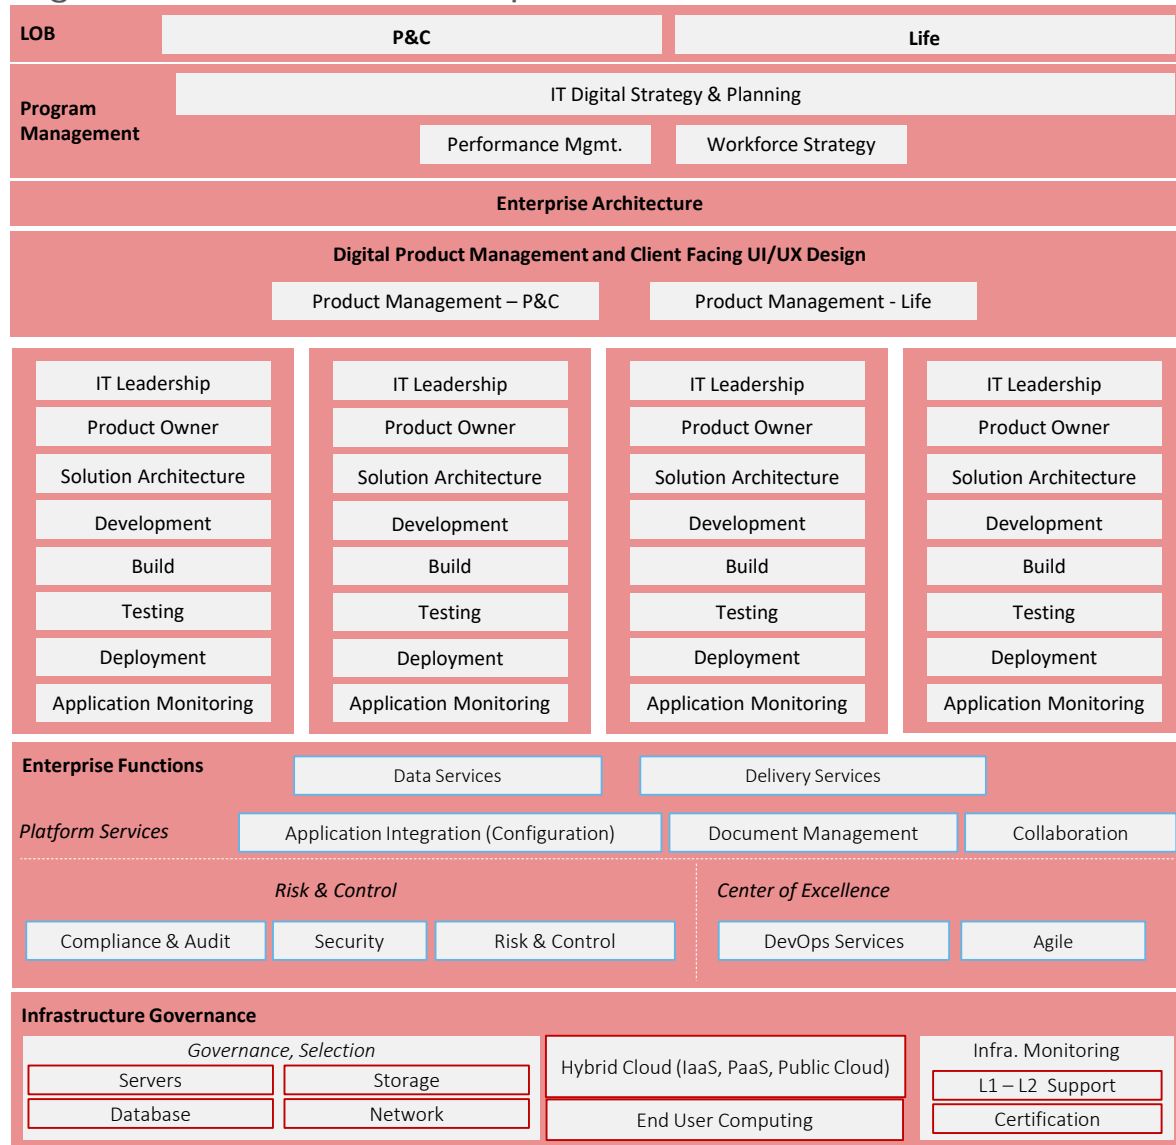 LOB
P&C
Life
Program
Management
IT Digital Strategy & Planning
Performance Mgmt.
Workforce Strategy
Enterprise Architecture
Digital Product Management and Client Facing UI/UX Design
Product Management – P&C
Product Management - Life
IT Leadership
Product Owner
Solution Architecture
Development
Build
Testing
Deployment
Application Monitoring
IT Leadership
Product Owner
Solution Architecture
Development
Build
Testing
Deployment
Application Monitoring
IT Leadership
Product Owner
Solution Architecture
Development
Build
Testing
Deployment
Application Monitoring
IT Leadership
Product Owner
Solution Architecture
Development
Build
Testing
Deployment
Application Monitoring
Enterprise Functions
Data Services
Delivery Services
Platform Services
Application Integration (Configuration)
Document Management
Collaboration
Risk & Control
Compliance & Audit
Security
Risk & Control
Center of Excellence
DevOps Services
Agile
Infrastructure Governance
Governance, Selection
Servers
Storage
Database
Network
Hybrid Cloud (IaaS, PaaS, Public Cloud)
End User Computing
Infra. Monitoring
L1 – L2 Support
Certification